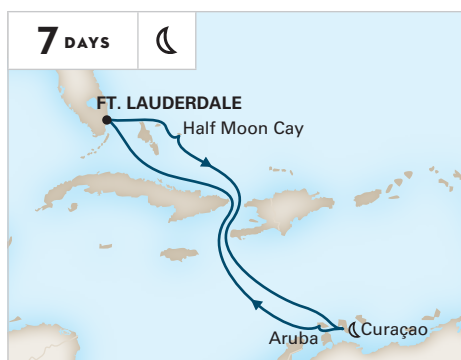 7 DAYS
FT. LAUDERDALE
Half Moon Cay
Curaçao
Aruba